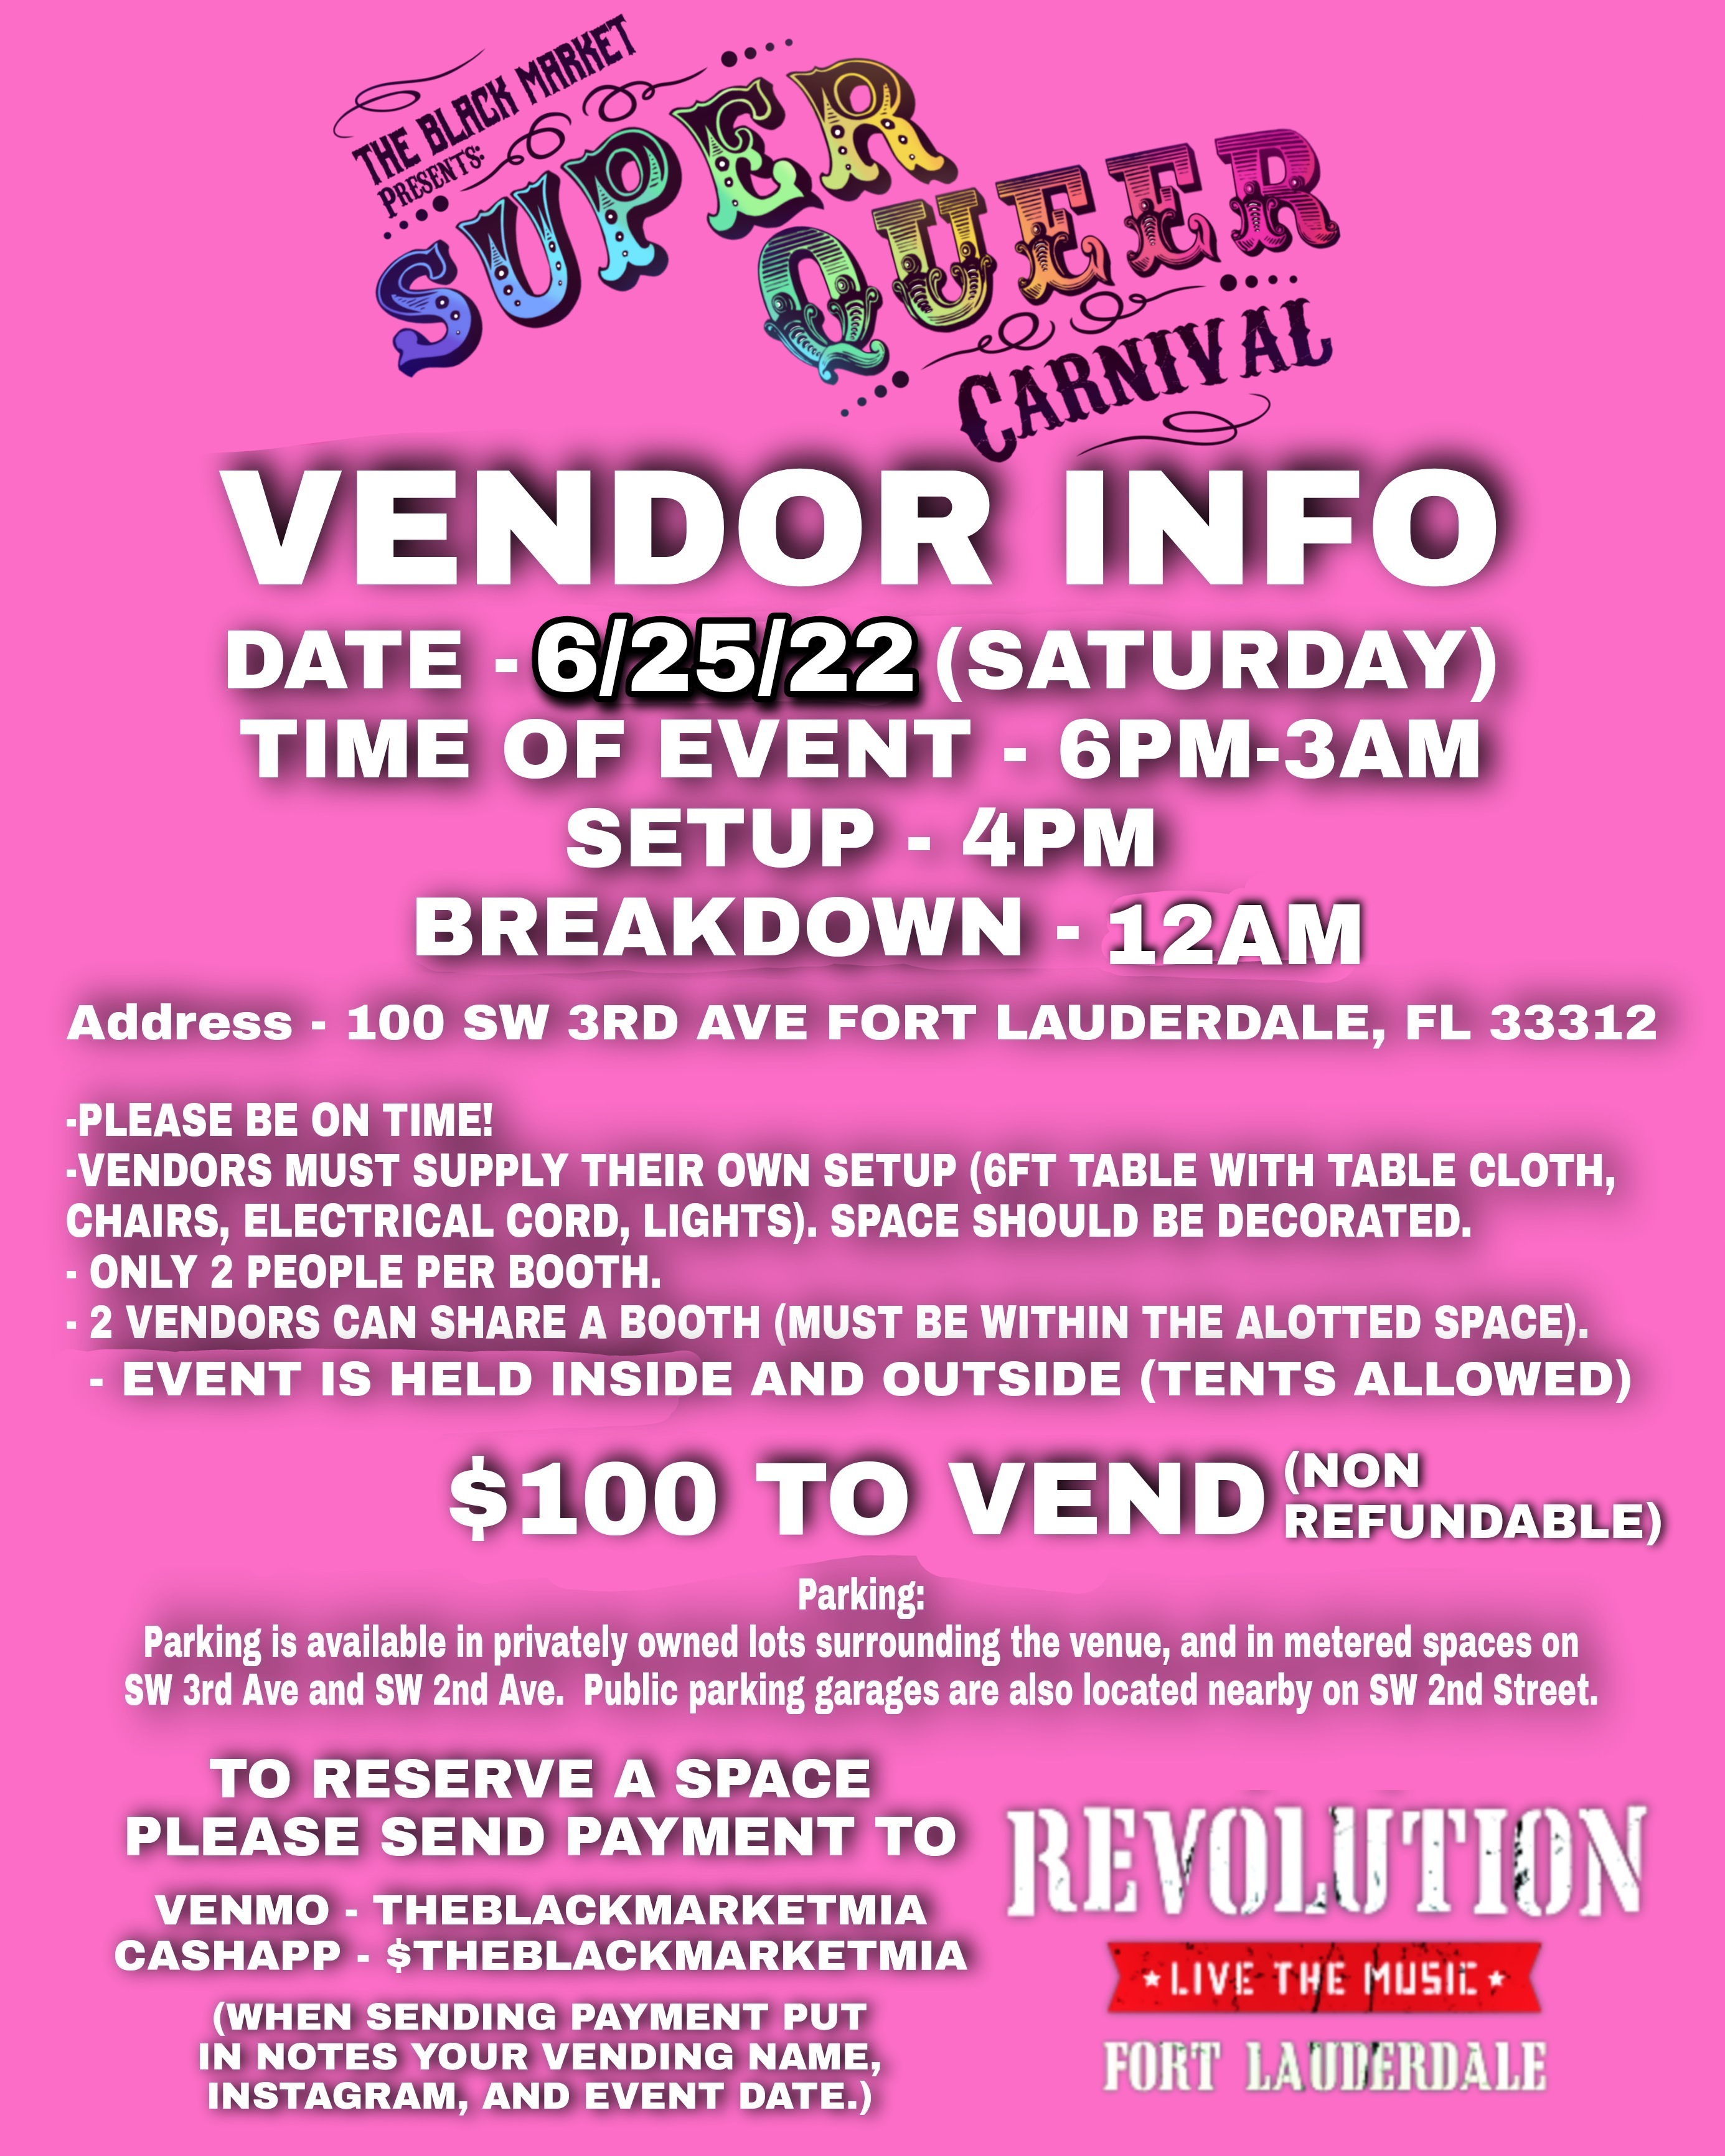 THE BLACK MARKET
PRESENTS:
SUPER
QUEER
CARNIVAL
VENDOR INFO
DATE - 6/25/22 (SATURDAY)
TIME OF EVENT - 6PM-3AM
SETUP - 4PM
BREAKDOWN - 12AM
Address - 100 SW 3RD AVE FORT LAUDERDALE, FL 33312
-PLEASE BE ON TIME!
-VENDORS MUST SUPPLY THEIR OWN SETUP (6FT TABLE WITH TABLE CLOTH,
CHAIRS, ELECTRICAL CORD, LIGHTS). SPACE SHOULD BE DECORATED.
- ONLY 2 PEOPLE PER BOOTH.
- 2 VENDORS CAN SHARE A BOOTH (MUST BE WITHIN THE ALOTTED SPACE).
- EVENT IS HELD INSIDE AND OUTSIDE (TENTS ALLOWED)
$100 TO VEND (NON
REFUNDABLE)
Parking:
Parking is available in privately owned lots surrounding the venue, and in metered spaces on
SW 3rd Ave and SW 2nd Ave.  Public parking garages are also located nearby on SW 2nd Street.
TO RESERVE A SPACE
PLEASE SEND PAYMENT TO
VENMO - THEBLACKMARKETMIA
CASHAPP - $THEBLACKMARKETMIA
(WHEN SENDING PAYMENT PUT
IN NOTES YOUR VENDING NAME,
INSTAGRAM, AND EVENT DATE.)
REVOLUTION
★ LIVE THE MUSIC ★
FORT LAUDERDALE